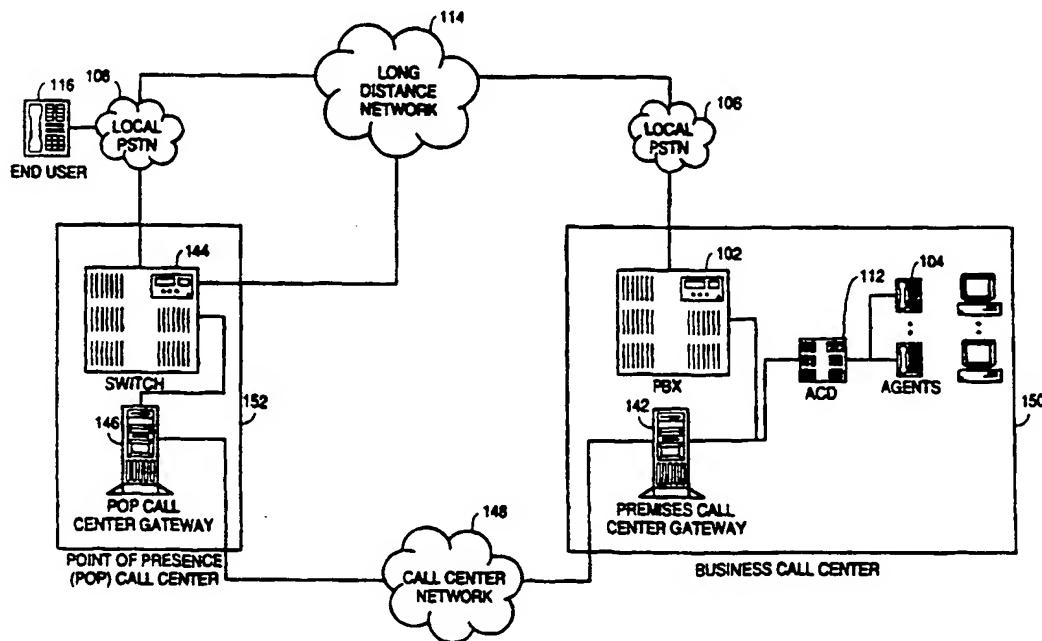 114
LONG
DISTANCE
NETWORK
116
108
LOCAL
PSTN
END USER
106
LOCAL
PSTN
144
SWITCH
146
152
POP CALL
CENTER GATEWAY
POINT OF PRESENCE
(POP) CALL CENTER
148
CALL CENTER
NETWORK
102
PBX
112
ACD
104
AGENTS
142
PREMISES CALL
CENTER GATEWAY
150
BUSINESS CALL CENTER